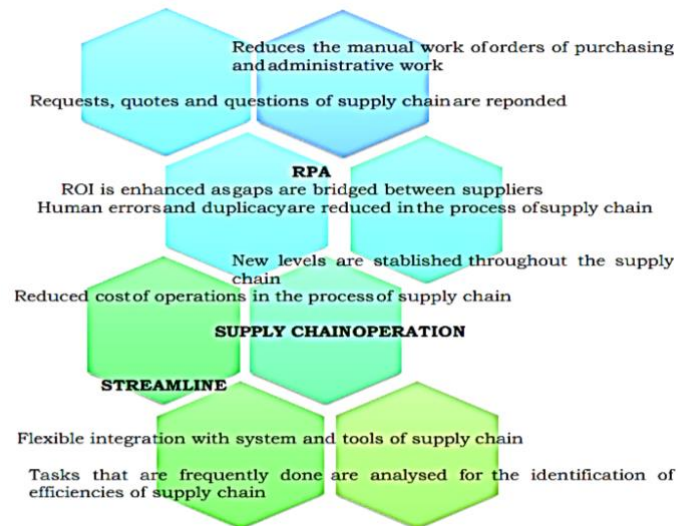 Reduces the manual work of orders of purchasing
and administrative work
Requests, quotes and questions of supply chain are reponded
RPA
ROI is enhanced as gaps are bridged between suppliers
Human errors and duplicacy are reduced in the process of supply chain
New levels are stablished throughout the supply
chain
Reduced cost of operations in the process of supply chain
SUPPLY CHAINOPERATION
STREAMLINE
Flexible integration with system and tools of supply chain
Tasks that are frequently done are analysed for the identification of
efficiencies of supply chain